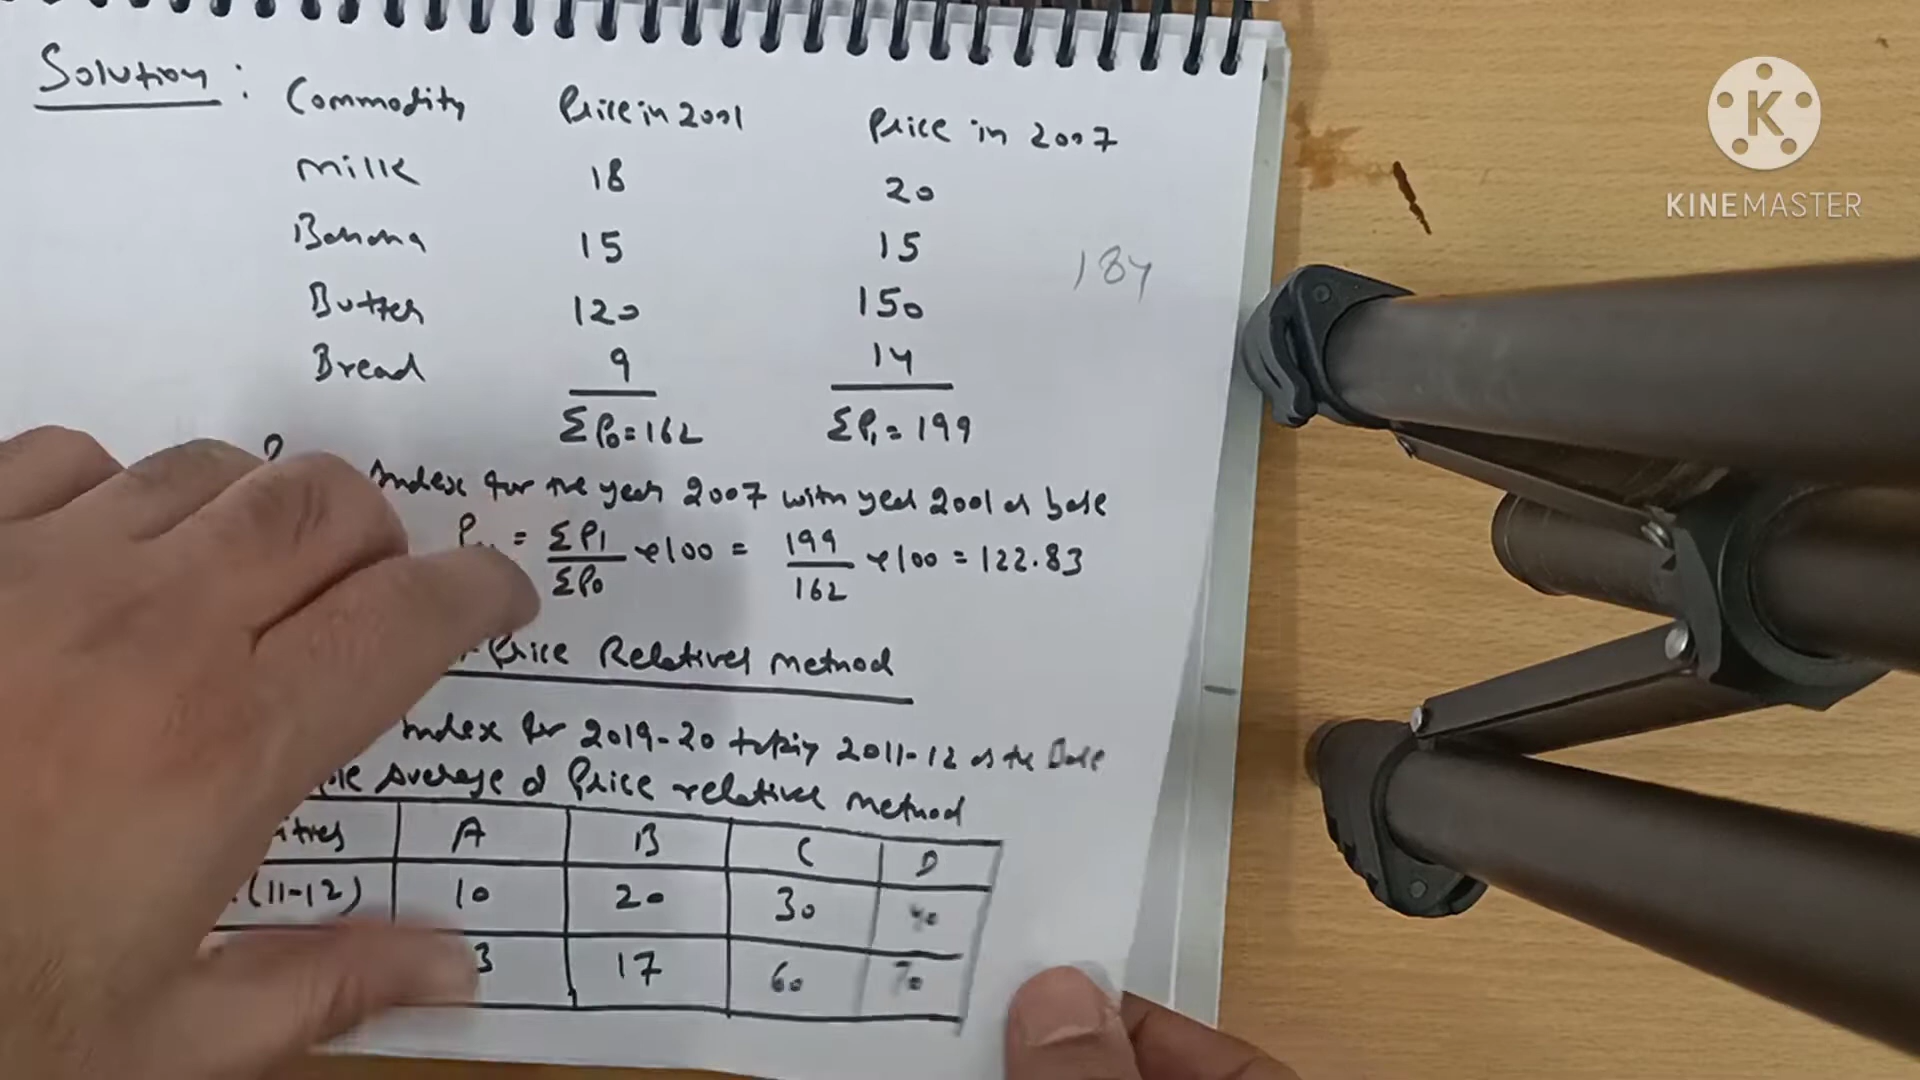 Solution : Commodity Price in 2001 Price in 2007
Milk 18 20
Banana 15 15
Butter 120 150
Bread 9 14
ΣP₀=162 ΣP₁=199
184
Index for the year 2007 with year 2001 as base
= ΣP₁/ΣP₀ ×100 = 199/162 ×100 = 122.83
Price Relatives method
Index for 2019-20 taking 2011-12 as the Base
Average of Price relative method
A B C D
(11-12) 10 20 30 40
3 17 60 70
K
KINEMASTER